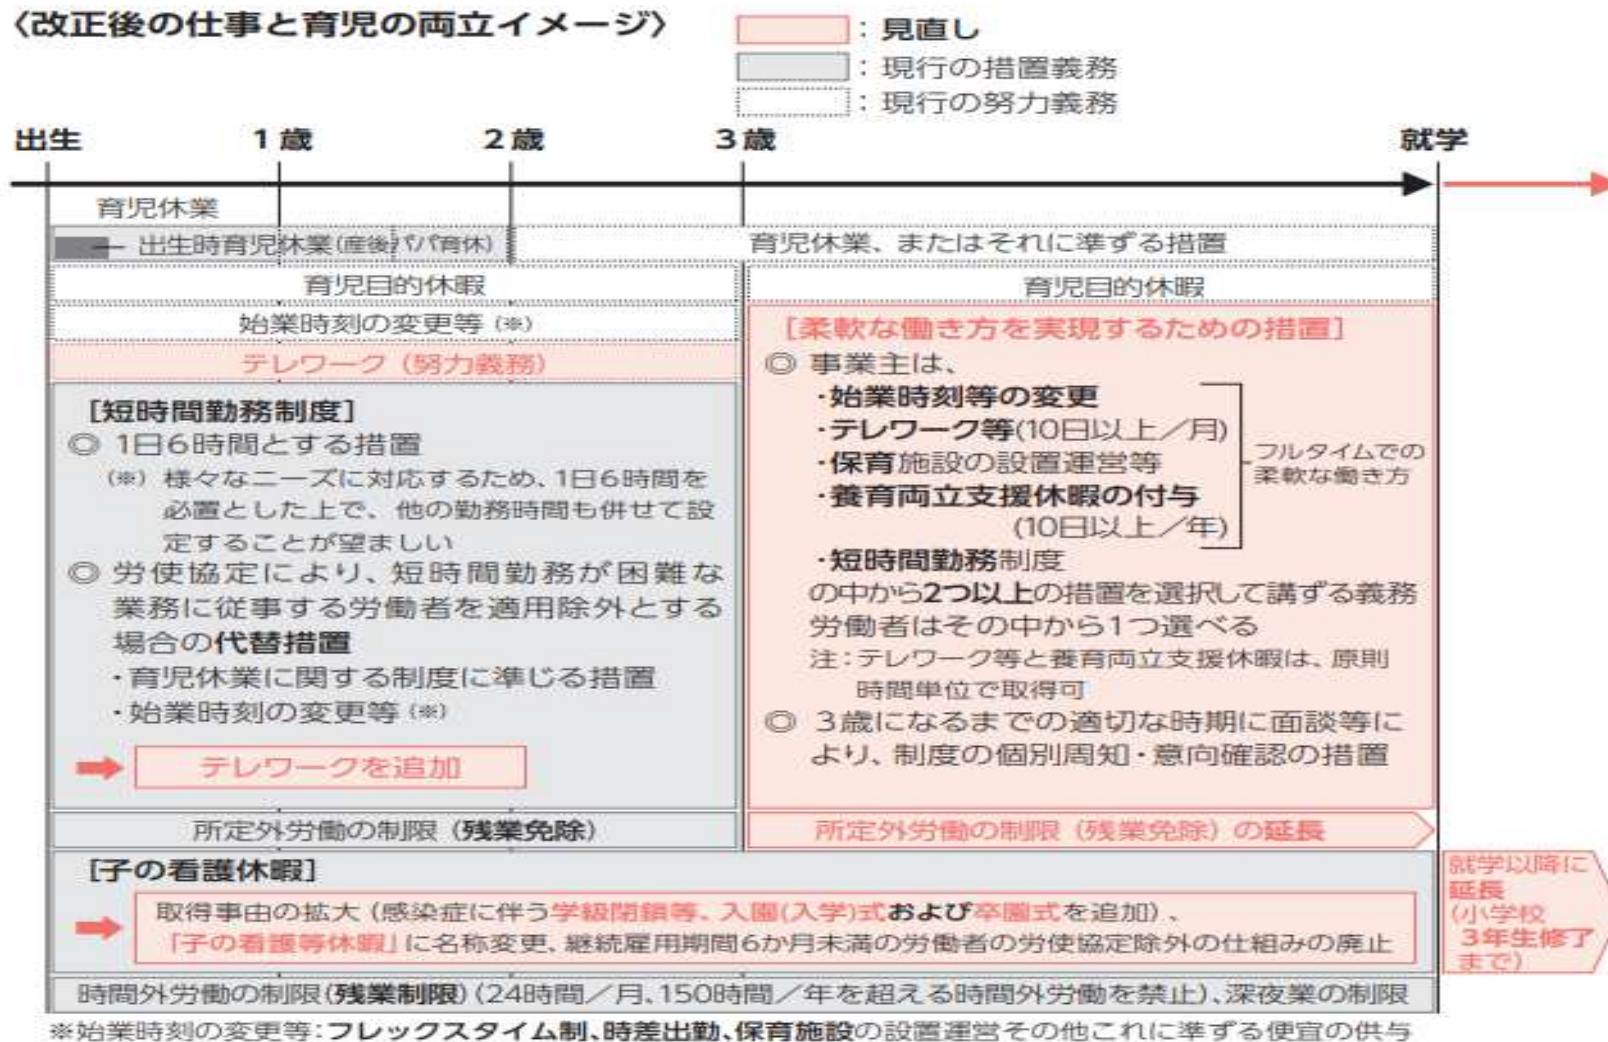 〈改正後の仕事と育児の両立イメージ〉
：見直し
：現行の措置義務
：現行の努力義務
出生 1歳 2歳 3歳 就学
育児休業
出生時育児休業(産後パパ育休)
育児休業、またはそれに準ずる措置
育児目的休暇
育児目的休暇
始業時刻の変更等(※)
テレワーク(努力義務)
[短時間勤務制度]
◎ 1日6時間とする措置
(※)様々なニーズに対応するため、1日6時間を
必置とした上で、他の勤務時間も併せて設
定することが望ましい
◎ 労使協定により、短時間勤務が困難な
業務に従事する労働者を適用除外とする
場合の代替措置
・育児休業に関する制度に準じる措置
・始業時刻の変更等(※)
テレワークを追加
[柔軟な働き方を実現するための措置]
◎ 事業主は、
・始業時刻等の変更
・テレワーク等(10日以上／月)
・保育施設の設置運営等
・養育両立支援休暇の付与
(10日以上／年)
フルタイムでの
柔軟な働き方
・短時間勤務制度
の中から2つ以上の措置を選択して講ずる義務
労働者はその中から1つ選べる
注：テレワーク等と養育両立支援休暇は、原則
時間単位で取得可
◎ 3歳になるまでの適切な時期に面談等に
より、制度の個別周知・意向確認の措置
所定外労働の制限(残業免除)
所定外労働の制限(残業免除)の延長
[子の看護休暇]
取得事由の拡大(感染症に伴う学級閉鎖等、入園(入学)式および卒園式を追加)、
「子の看護等休暇」に名称変更、継続雇用期間6か月未満の労働者の労使協定除外の仕組みの廃止
就学以降に
延長
(小学校
3年生修了
まで)
時間外労働の制限(残業制限)(24時間／月、150時間／年を超える時間外労働を禁止)、深夜業の制限
※始業時刻の変更等：フレックスタイム制、時差出勤、保育施設の設置運営その他これに準ずる便宜の供与